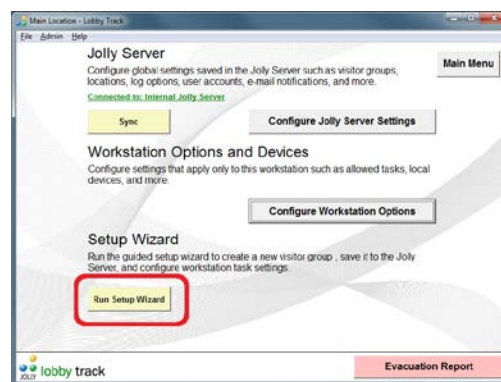 Main Location - Lobby Track
File Admin Help
Jolly Server
Main Menu
Configure global settings saved in the Jolly Server such as visitor groups,
locations, log options, user accounts, e-mail notifications, and more.
Connected to: Internal Jolly Server
Sync
Configure Jolly Server Settings
Workstation Options and Devices
Configure settings that apply only to this workstation such as allowed tasks, local
devices, and more.
Configure Workstation Options
Setup Wizard
Run the guided setup wizard to create a new visitor group , save it to the Jolly
Server, and configure workstation task settings.
Run Setup Wizard
JOLLY lobby track
Evacuation Report